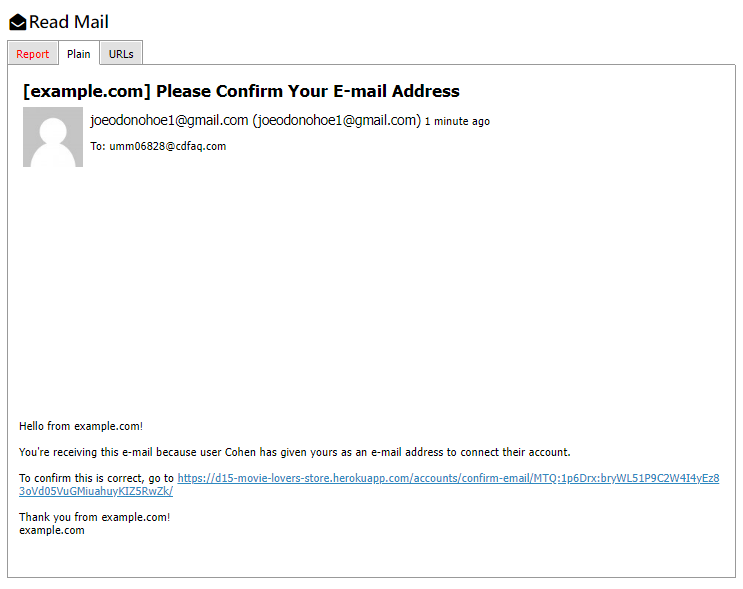 Read Mail
Report Plain URLs
[example.com] Please Confirm Your E-mail Address
joeodonohoe1@gmail.com (joeodonohoe1@gmail.com) 1 minute ago
To: umm06828@cdfaq.com
Hello from example.com!
You're receiving this e-mail because user Cohen has given yours as an e-mail address to connect their account.
To confirm this is correct, go to https://d15-movie-lovers-store.herokuapp.com/accounts/confirm-email/MTQ:1p6Drx:bryWL51P9C2W4I4yEz8
3oVd05VuGMiuahuyKIZ5RwZk/
Thank you from example.com!
example.com